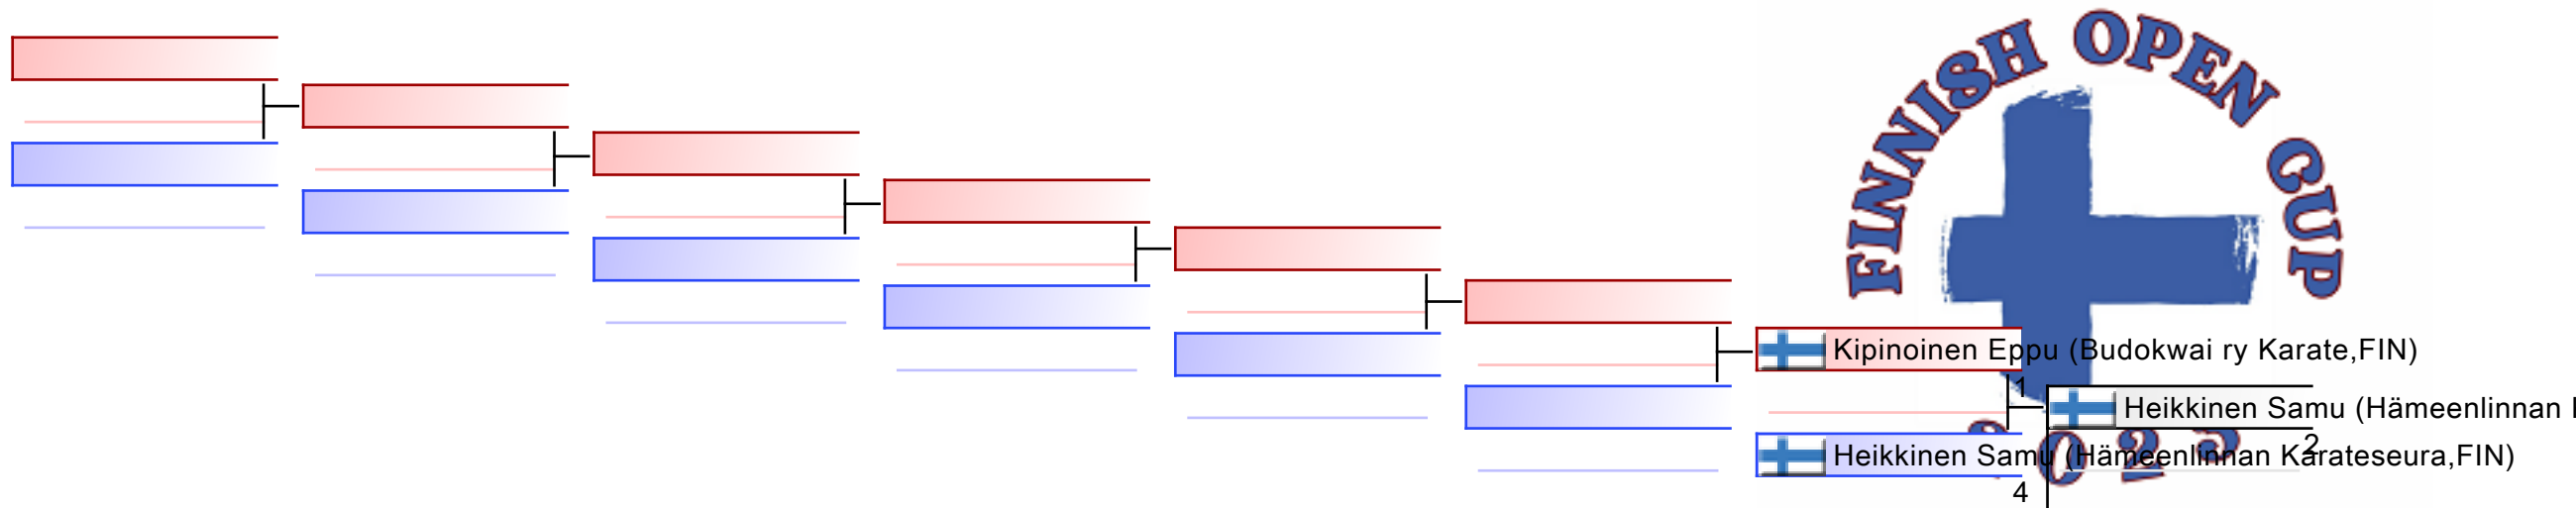 FINNISH OPEN CUP
Kipinoinen Eppu (Budokwai ry Karate,FIN)
1
Heikkinen Samu (Hämeenlinnan
2
Heikkinen Samu (Hämeenlinnan Karateseura,FIN)
4
2023